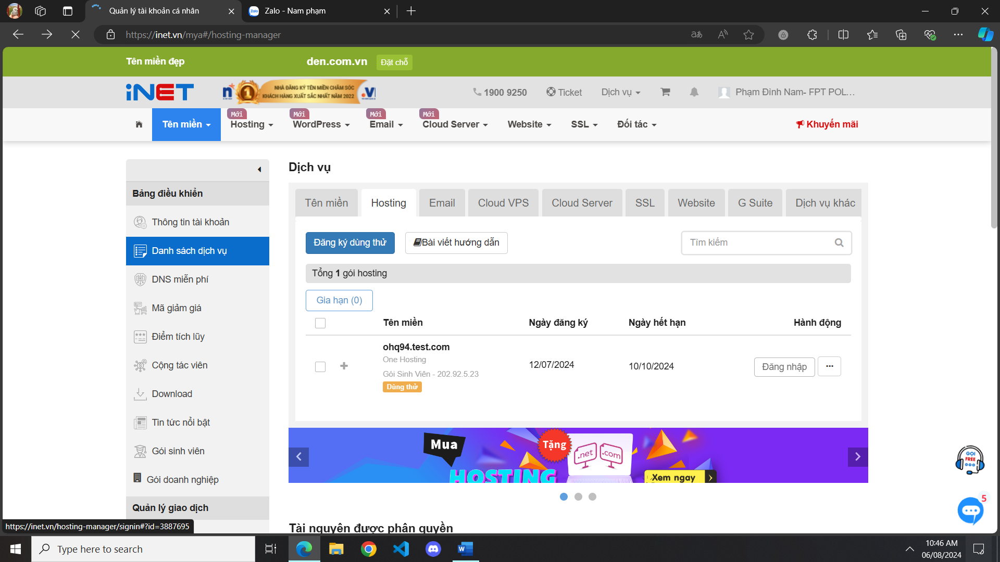 Quản lý tài khoản cá nhân
Zalo - Nam phạm
https://inet.vn/mya#/hosting-manager
Tên miền đẹp
den.com.vn
Đặt chỗ
iNET
NHÀ ĐĂNG KÝ TÊN MIỀN CHĂM SÓC
KHÁCH HÀNG XUẤT SẮC NHẤT NĂM 2022
1900 9250
Ticket
Dịch vụ
Phạm Đình Nam- FPT POL...
Tên miền
Mới
Hosting
Mới
WordPress
Mới
Email
Mới
Cloud Server
Website
SSL
Đối tác
Khuyến mãi
Bảng điều khiển
Thông tin tài khoản
Danh sách dịch vụ
DNS miễn phí
Mã giảm giá
Điểm tích lũy
Cộng tác viên
Download
Tin tức nổi bật
Gói sinh viên
Gói doanh nghiệp
Quản lý giao dịch
Dịch vụ
Tên miền
Hosting
Email
Cloud VPS
Cloud Server
SSL
Website
G Suite
Dịch vụ khác
Đăng ký dùng thử
Bài viết hướng dẫn
Tìm kiếm
Tổng 1 gói hosting
Gia hạn (0)
Tên miền
Ngày đăng ký
Ngày hết hạn
Hành động
ohq94.test.com
One Hosting
Gói Sinh Viên - 202.92.5.23
Dùng thử
12/07/2024
10/10/2024
Đăng nhập
Mua
HOSTING
Tặng
.net
.com
Xem ngay
GỌI
FREE
5
Tài nguyên được phân quyền
https://inet.vn/hosting-manager/signin#?id=3887695
Type here to search
10:46 AM
06/08/2024